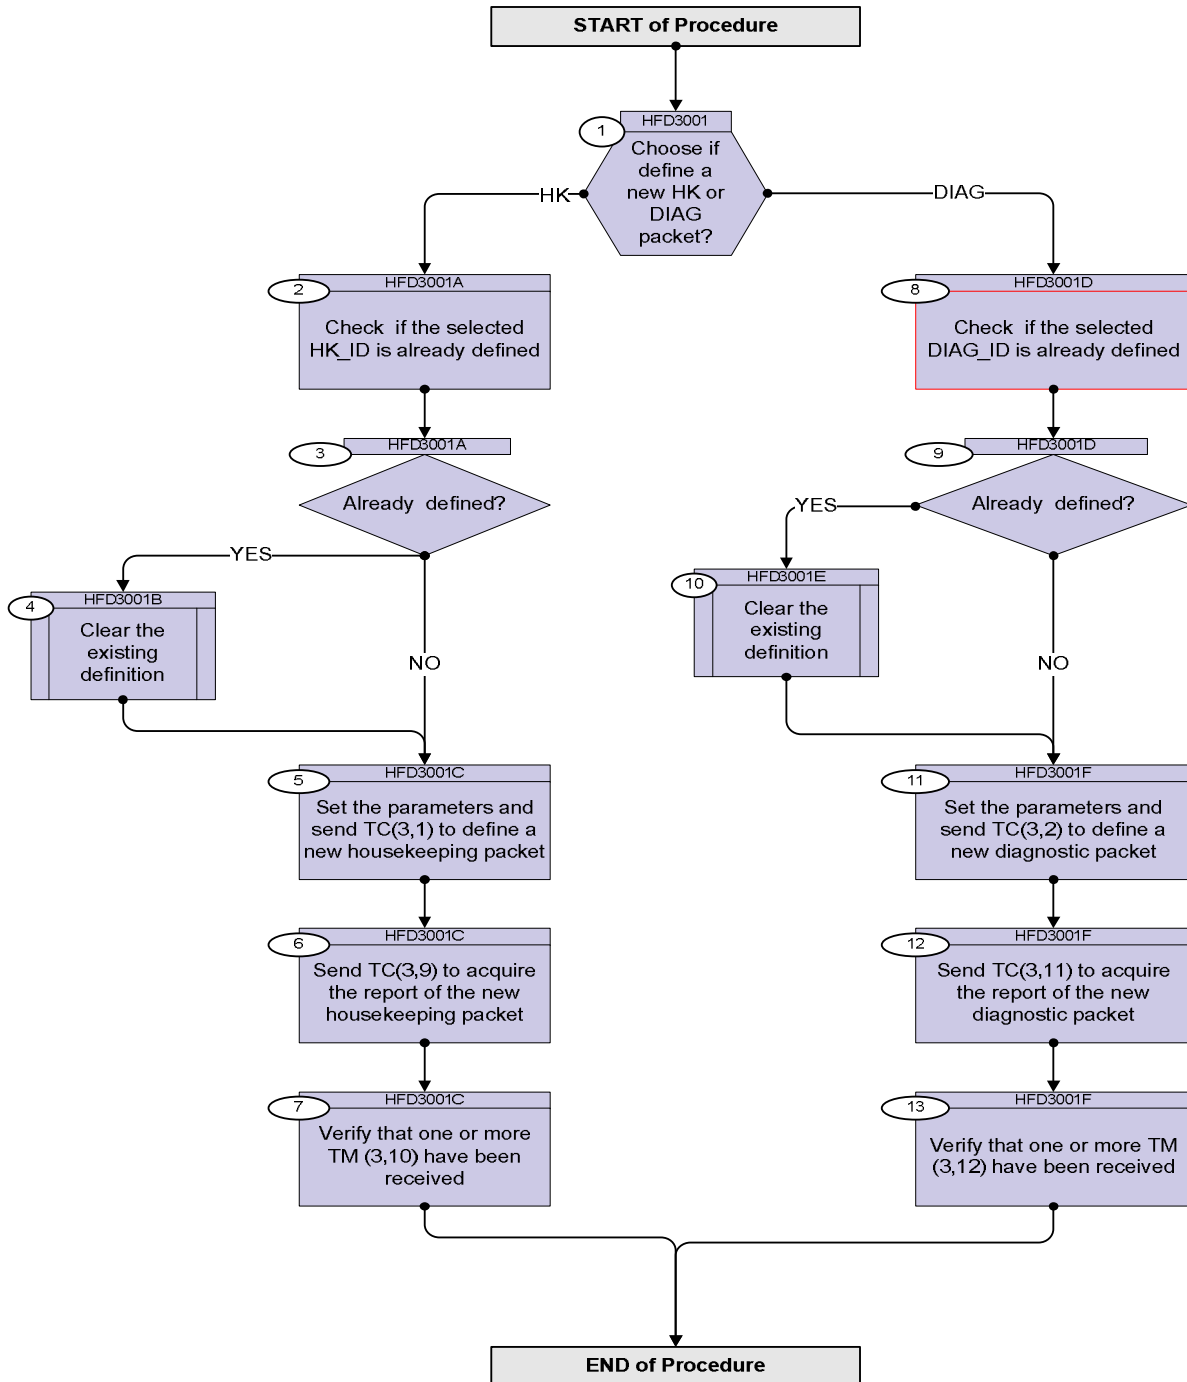 START of Procedure
HFD3001
1
Choose if
define a
new HK or
DIAG
packet?
HK
DIAG
HFD3001A
2
Check if the selected
HK_ID is already defined
HFD3001D
8
Check if the selected
DIAG_ID is already defined
HFD3001A
3
Already defined?
HFD3001D
9
Already defined?
YES
NO
YES
NO
HFD3001B
4
Clear the
existing
definition
HFD3001E
10
Clear the
existing
definition
HFD3001C
5
Set the parameters and
send TC(3,1) to define a
new housekeeping packet
HFD3001F
11
Set the parameters and
send TC(3,2) to define a
new diagnostic packet
HFD3001C
6
Send TC(3,9) to acquire
the report of the new
housekeeping packet
HFD3001F
12
Send TC(3,11) to acquire
the report of the new
diagnostic packet
HFD3001C
7
Verify that one or more
TM (3,10) have been
received
HFD3001F
13
Verify that one or more TM
(3,12) have been received
END of Procedure